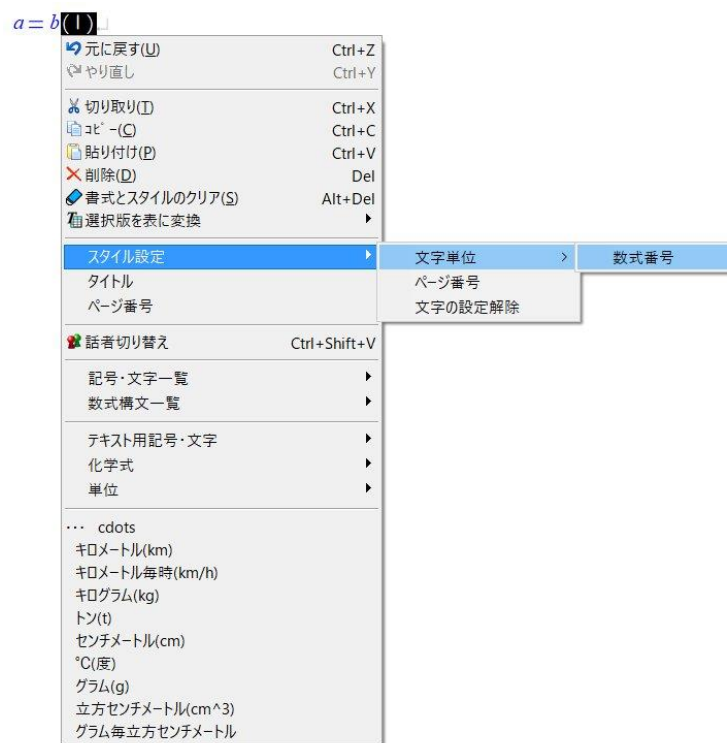 a = b(1)
元に戻す(U) Ctrl+Z
やり直し Ctrl+Y
切り取り(T) Ctrl+X
コピー(C) Ctrl+C
貼り付け(P) Ctrl+V
削除(D) Del
書式とスタイルのクリア(S) Alt+Del
選択版を表に変換
スタイル設定 文字単位 数式番号
タイトル ページ番号
ページ番号 文字の設定解除
話者切り替え Ctrl+Shift+V
記号・文字一覧
数式構文一覧
テキスト用記号・文字
化学式
単位
… cdots
キロメートル(km)
キロメートル毎時(km/h)
キログラム(kg)
トン(t)
センチメートル(cm)
℃(度)
グラム(g)
立方センチメートル(cm^3)
グラム毎立方センチメートル